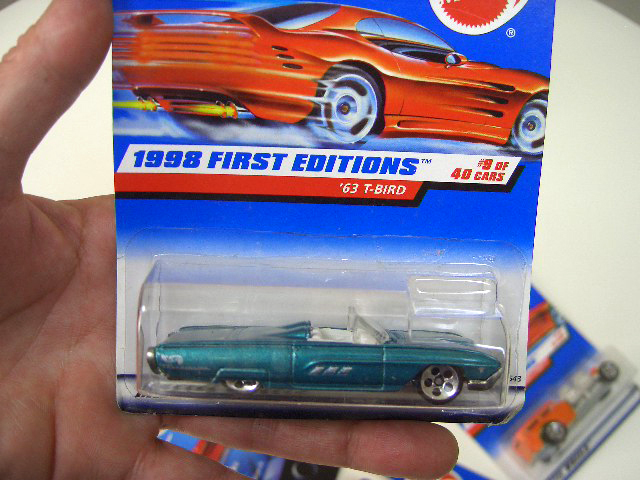 ®
1998 FIRST EDITIONS™
#9 OF
40 CARS
'63 T-BIRD